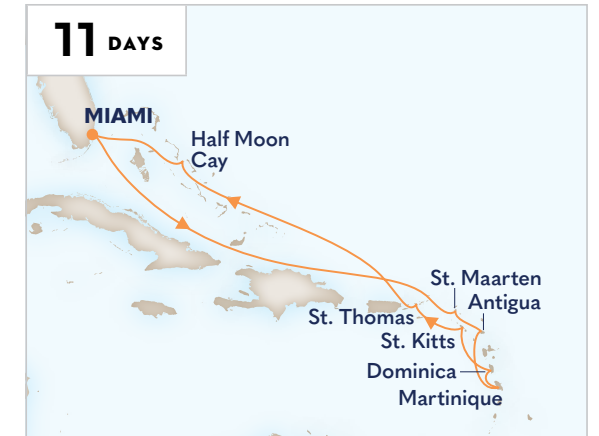 11 DAYS
MIAMI
Half Moon
Cay
St. Maarten
Antigua
St. Thomas
St. Kitts
Dominica
Martinique